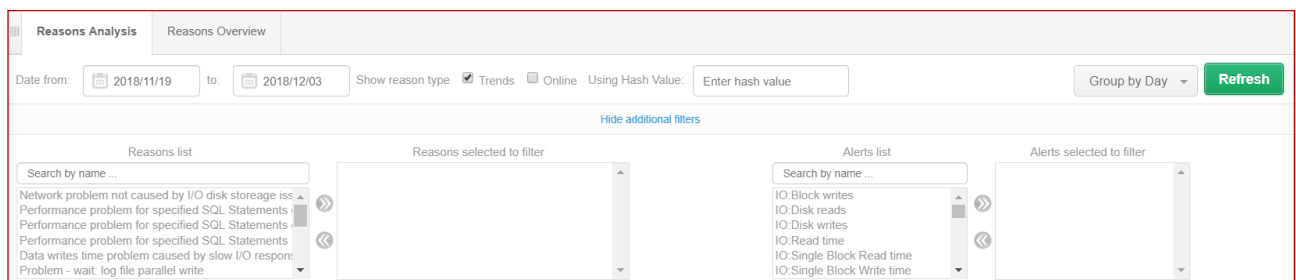 Reasons Analysis Reasons Overview
Date from: 2018/11/19 to: 2018/12/03 Show reason type Trends Online Using Hash Value: Enter hash value Group by Day Refresh
Hide additional filters
Reasons list Reasons selected to filter Alerts list Alerts selected to filter
Search by name ... Search by name ...
Network problem not caused by I/O disk storeage iss IO:Block writes
Performance problem for specified SQL Statements IO:Disk reads
Performance problem for specified SQL Statements IO:Disk writes
Performance problem for specified SQL Statements IO:Read time
Data writes time problem caused by slow I/O respon IO:Single Block Read time
Problem - wait: log file parallel write IO:Single Block Write time